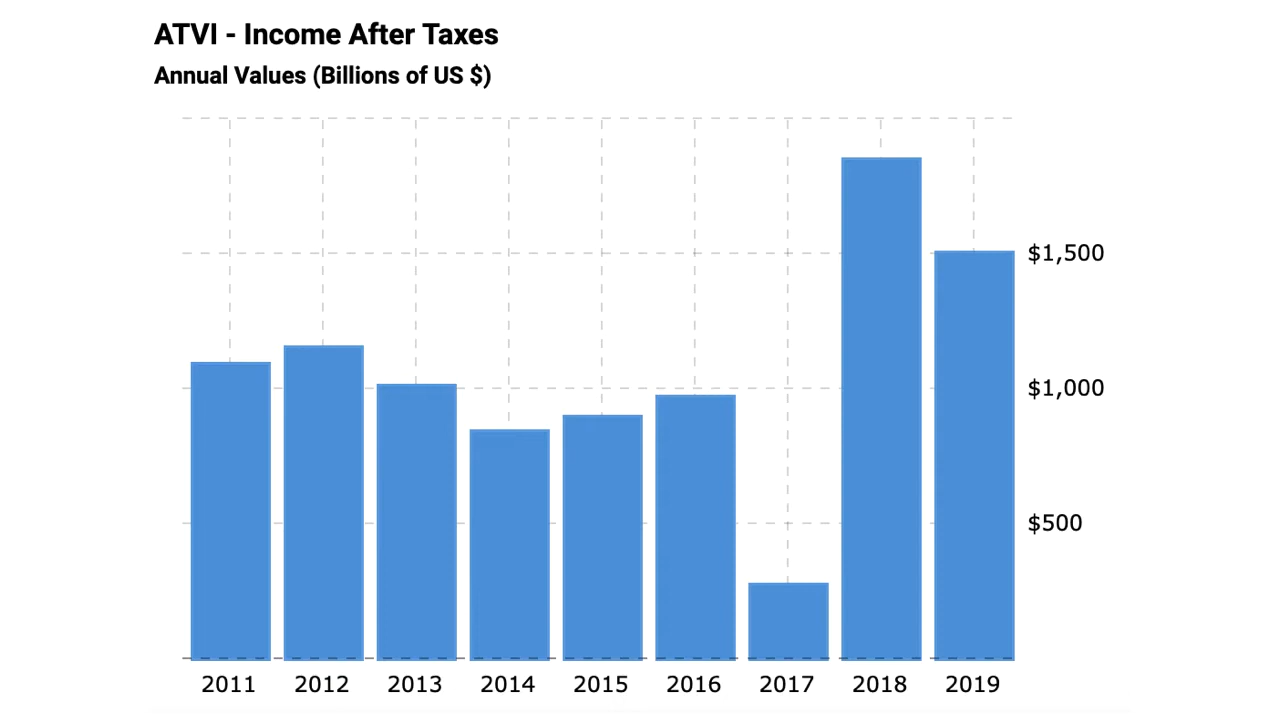 ATVI - Income After Taxes
Annual Values (Billions of US $)
$1,500
$1,000
$500
2011 2012 2013 2014 2015 2016 2017 2018 2019